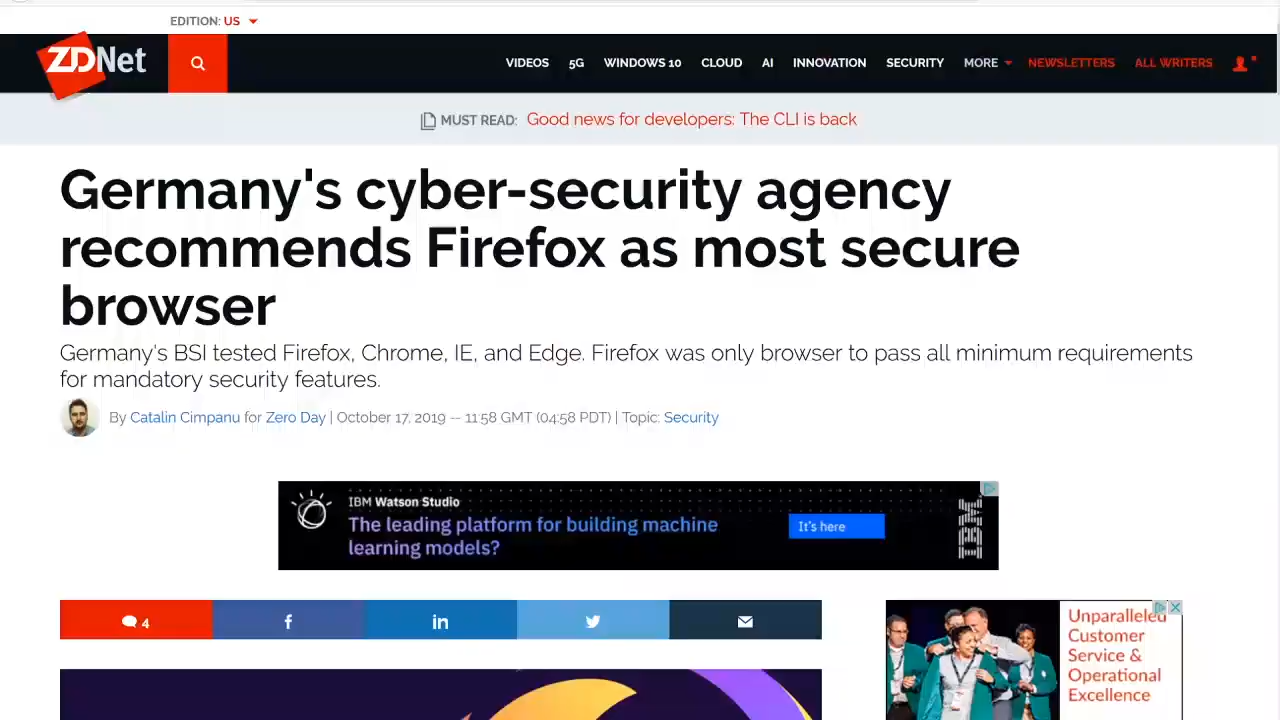 EDITION: US
ZDNet
VIDEOS 5G WINDOWS 10 CLOUD AI INNOVATION SECURITY MORE NEWSLETTERS ALL WRITERS
MUST READ: Good news for developers: The CLI is back
Germany's cyber-security agency
recommends Firefox as most secure
browser
Germany's BSI tested Firefox, Chrome, IE, and Edge. Firefox was only browser to pass all minimum requirements
for mandatory security features.
By Catalin Cimpanu for Zero Day | October 17, 2019 -- 11:58 GMT (04:58 PDT) | Topic: Security
IBM Watson Studio
The leading platform for building machine
learning models?
It's here
IBM
4
f
in
Unparalleled
Customer
Service &
Operational
Excellence